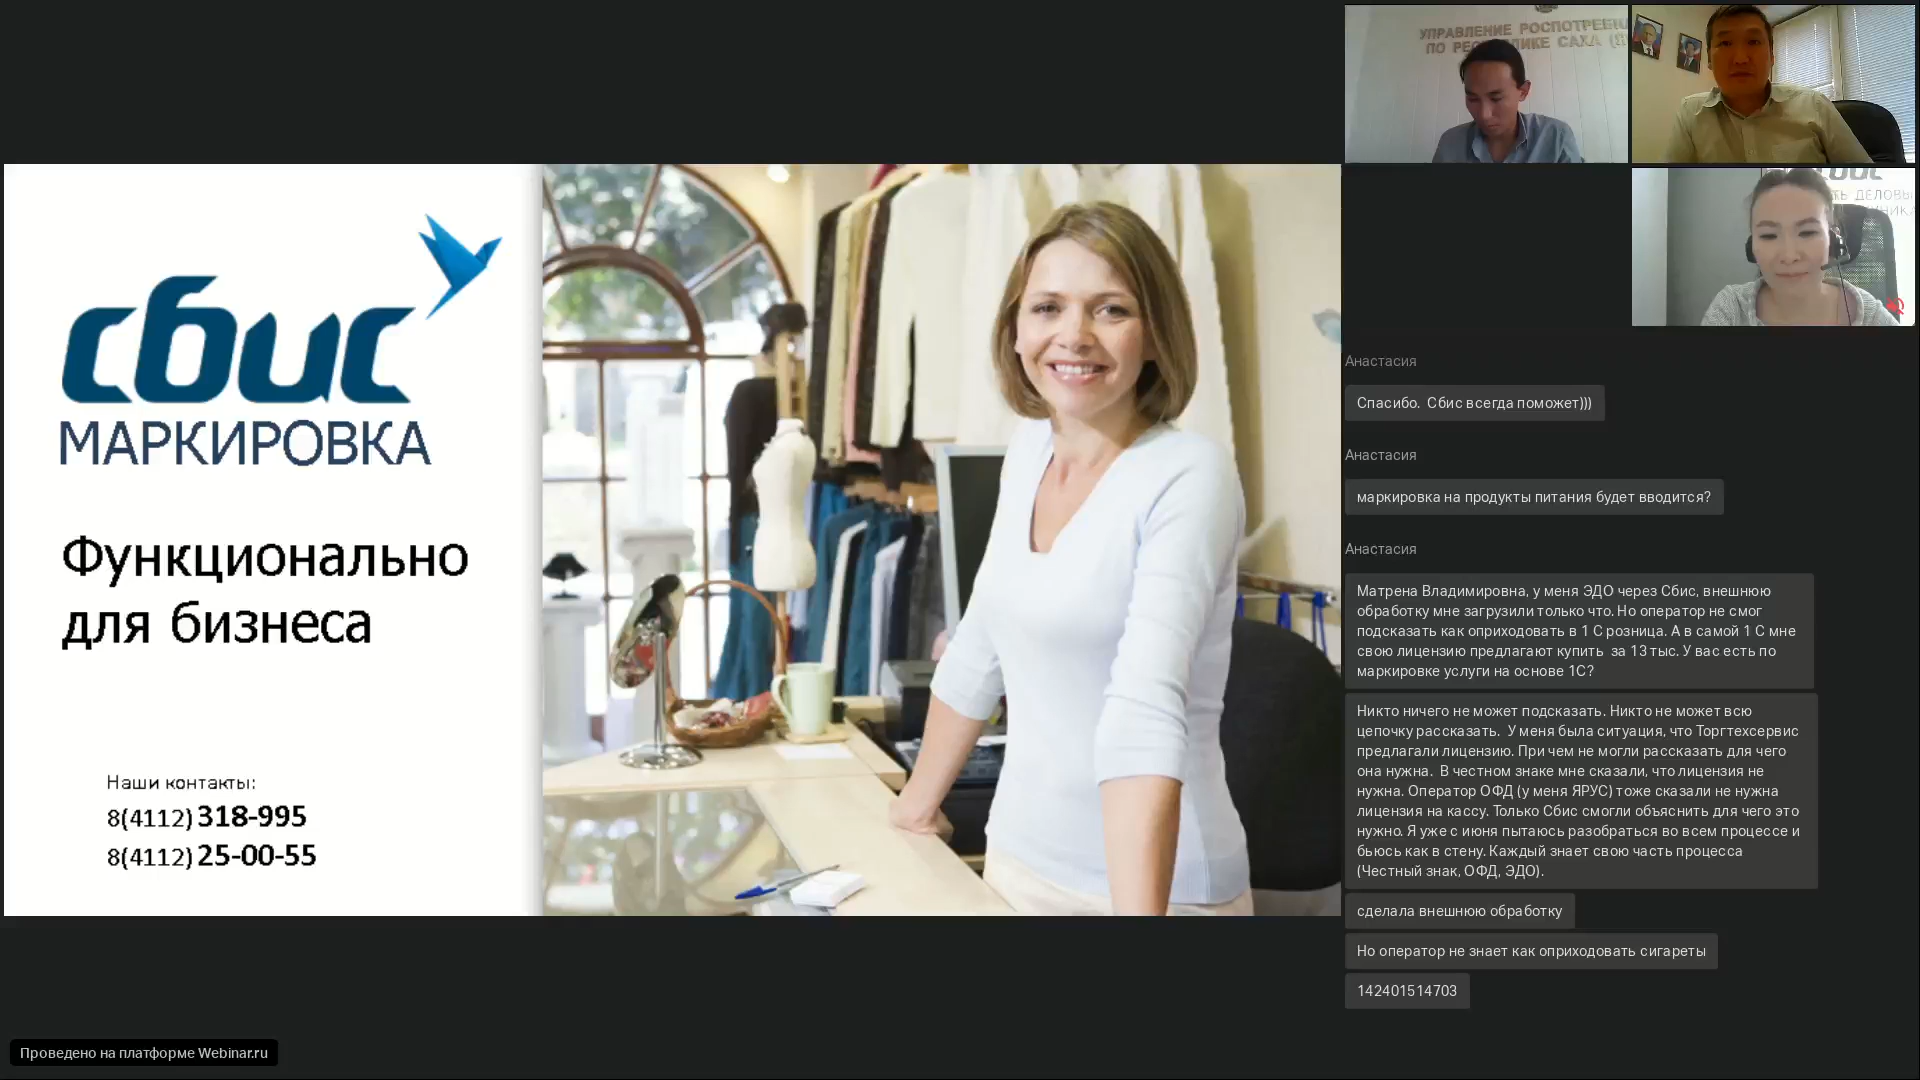 сбис
МАРКИРОВКА
Функционально
для бизнеса
Наши контакты:
8(4112) 318-995
8(4112) 25-00-55
УПРАВЛЕНИЕ
Анастасия
Спасибо. Сбис всегда поможет)))
Анастасия
маркировка на продукты питания будет вводится?
Анастасия
Матрена Владимировна, у меня ЭДО через Сбис, внешнюю
обработку мне загрузили только что. Но оператор не смог
подсказать как оприходовать в 1 С розница. А в самой 1 С мне
свою лицензию предлагают купить за 13 тыс. У вас есть по
маркировке услуги на основе 1С?
Никто ничего не может подсказать. Никто не может всю
цепочку рассказать. У меня была ситуация, что Торгтехсервис
предлагали лицензию. При чем не могли рассказать для чего
она нужна. В честном знаке мне сказали, что лицензия не
нужна. Оператор ОФД (у меня ЯРУС) тоже сказали не нужна
лицензия на кассу. Только Сбис смогли объяснить для чего это
нужно. Я уже с июня пытаюсь разобраться во всем процессе и
бьюсь как в стену. Каждый знает свою часть процесса
(Честный знак, ОФД, ЭДО).
сделала внешнюю обработку
Но оператор не знает как оприходовать сигареты
142401514703
Проведено на платформе Webinar.ru